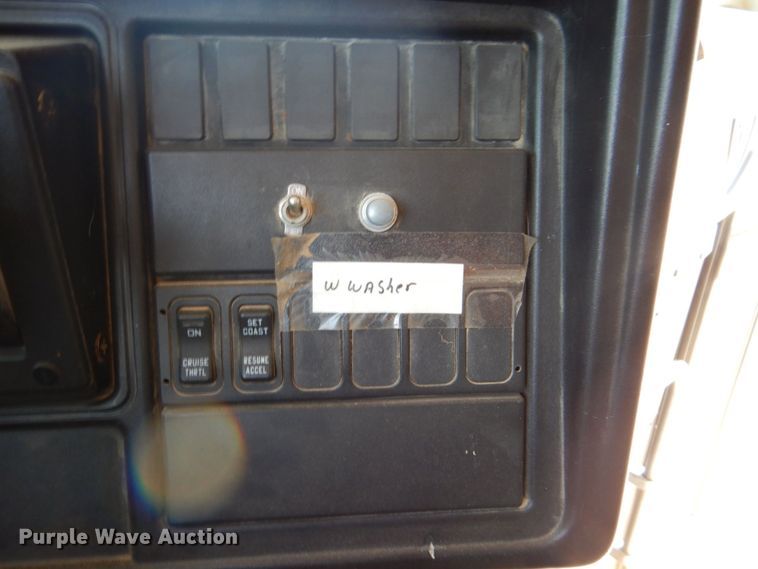 ON
W WASher
ON
CRUISE
THRTL
SET
COAST
RESUME
ACCEL
Purple Wave Auction